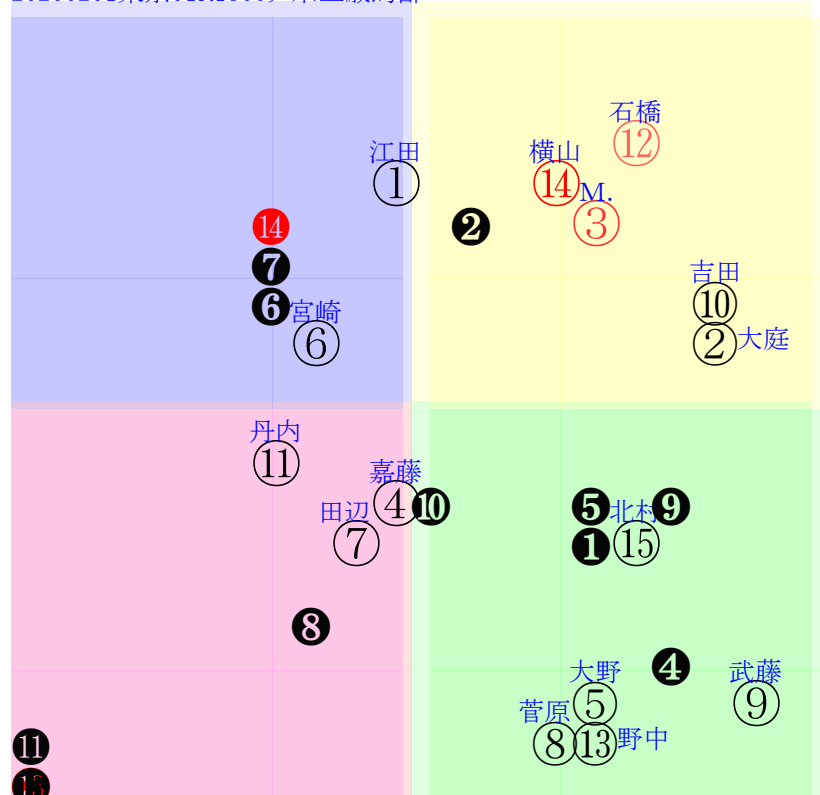 石橋
江田
横山
⑫
①
⑭
M.
③
⓮
❷
❼
吉田
⑩
❻
宮崎
⑥
②
大庭
丹内
⑪
嘉藤
④
❿
田辺
⑦
❺
北村
❾
❶
⑮
❽
大野
❹
武藤
⑤
⑨
菅原
⑧
⑬
野中
⓫